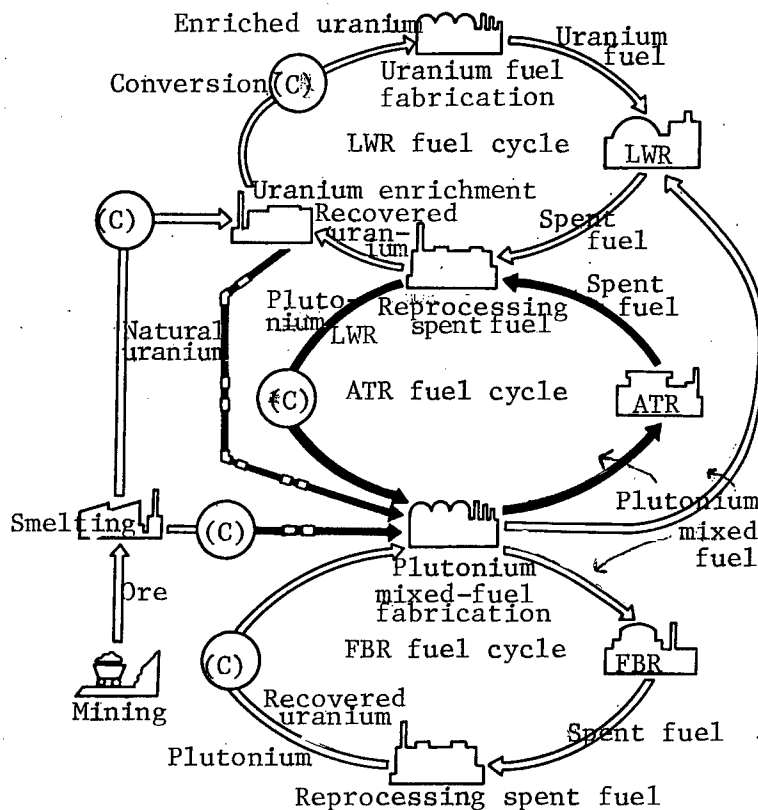 Enriched uranium
Uranium
fuel
Conversion (C)
Uranium fuel
fabrication
LWR fuel cycle
LWR
Uranium enrichment
(C)
Recovered
uran-
ium
Spent
fuel
Spent
fuel
Pluto-
nium
LWR
Reprocessing
spent fuel
Natural
uranium
ATR fuel cycle
(C)
ATR
Smelting
(C)
Plutonium
mixed
fuel
Plutonium
mixed-fuel
fabrication
Ore
FBR fuel cycle
(C)
FBR
Mining
Recovered
uranium
Plutonium
Spent fuel
Reprocessing spent fuel